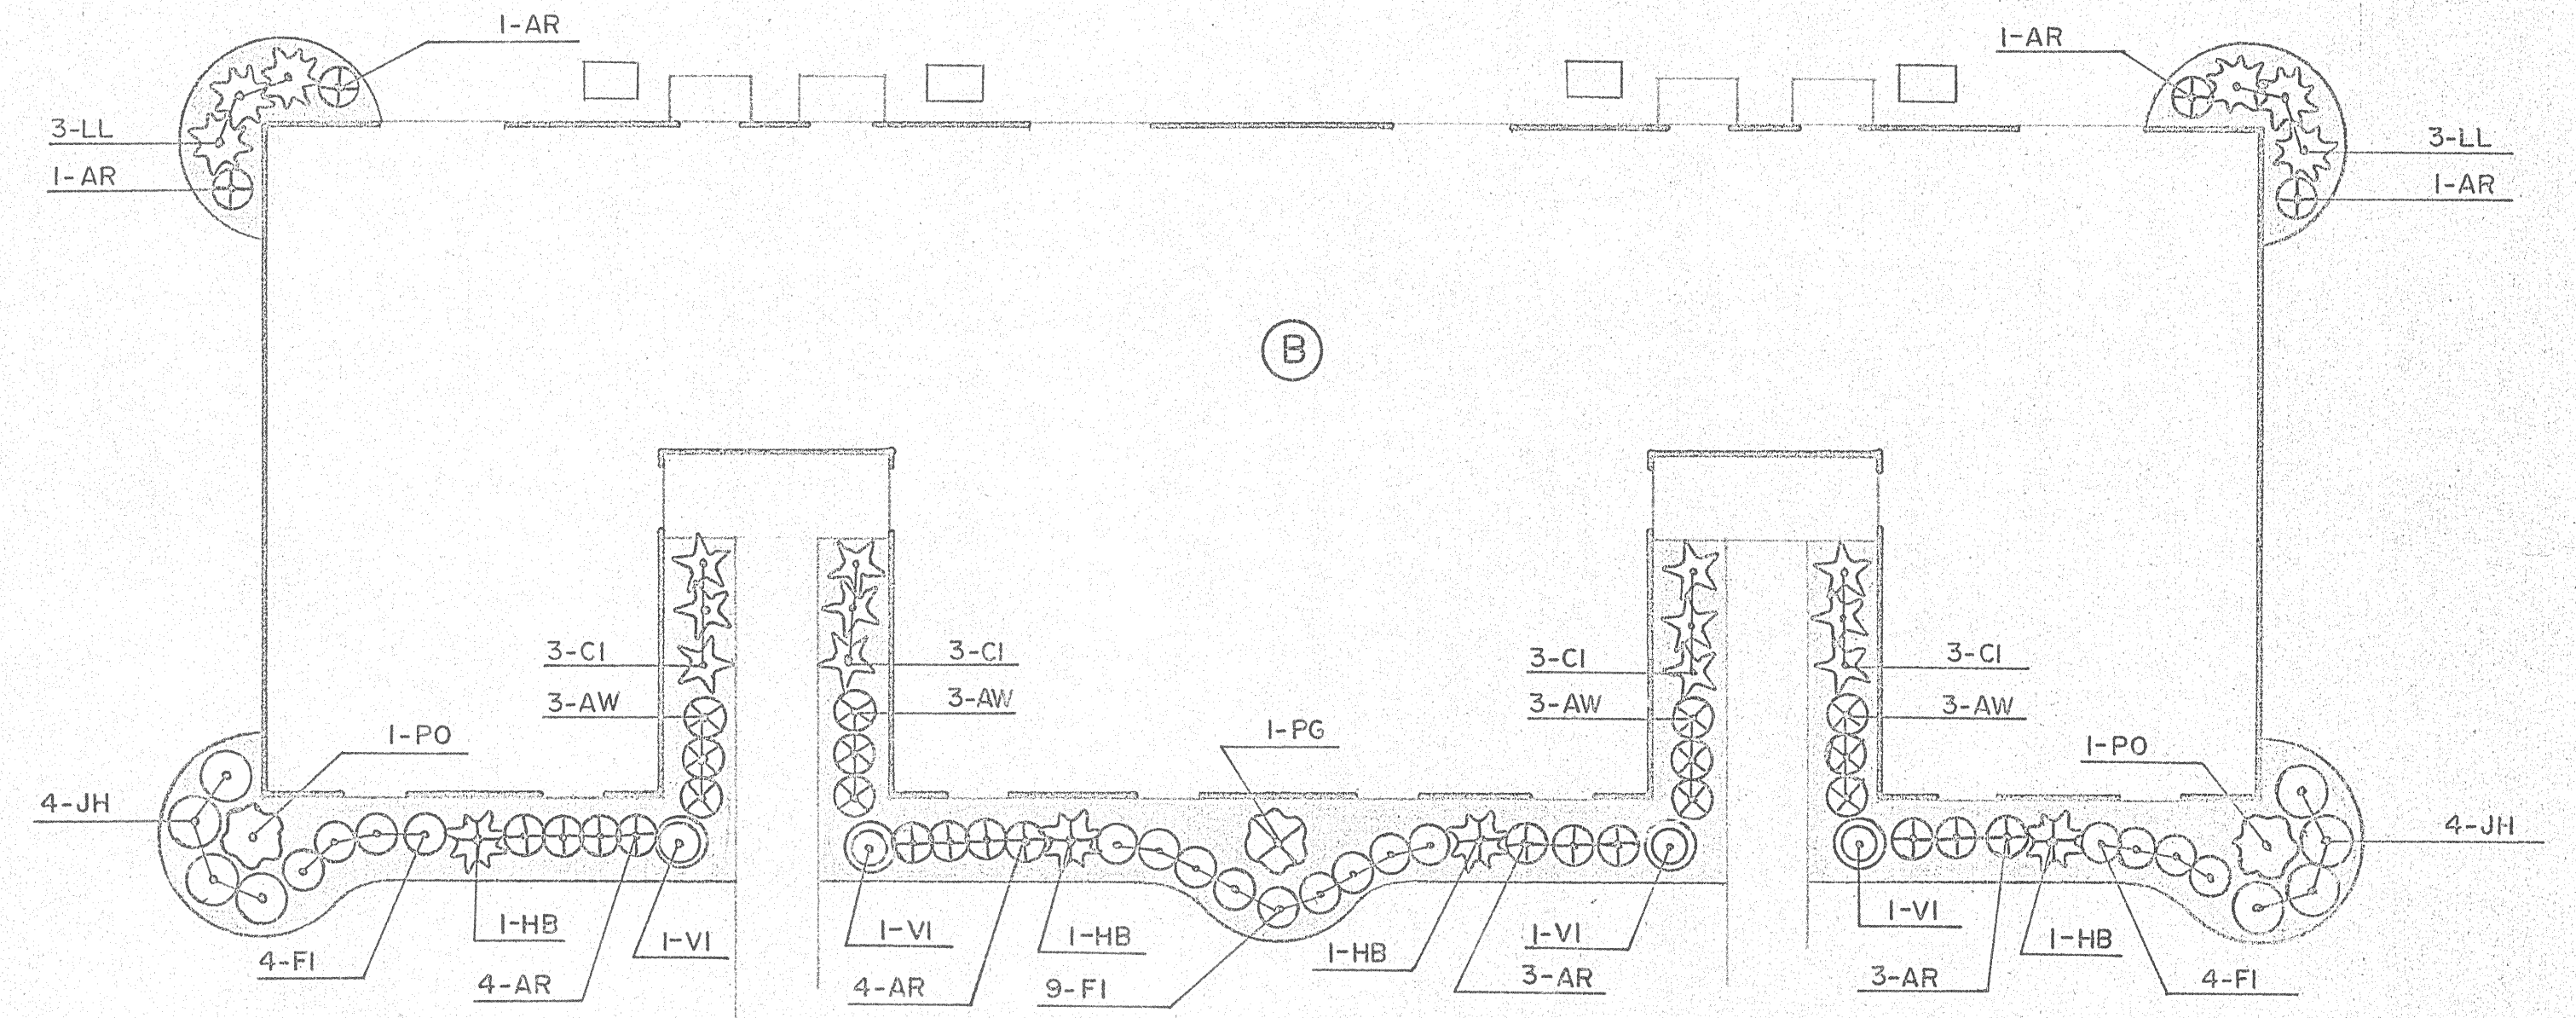 1-AR
1-AR
3-LL
3-LL
1-AR
1-AR
B
3-CI
3-CI
3-CI
3-CI
3-AW
3-AW
3-AW
3-AW
1-PO
1-PG
1-PO
4-JH
4-JH
1-HB
1-VI
1-VI
1-HB
1-HB
1-VI
1-VI
1-HB
4-FI
4-AR
4-AR
9-FI
3-AR
3-AR
4-FI